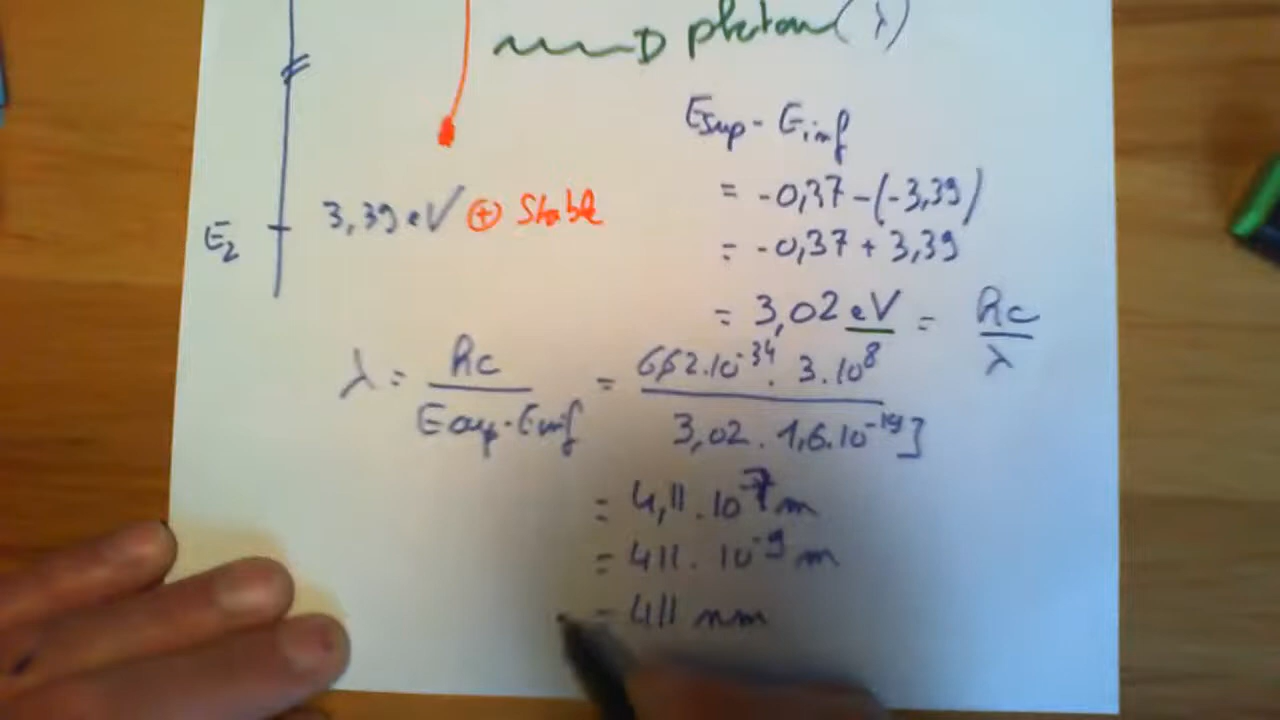 photon (λ)
Esup - Einf
= -0,37 - (-3,39)
= -0,37 + 3,39
= 3,02 eV = hc/λ
E2 3,39 eV ⊕ Stable
λ = hc/(Esup - Einf) = 6,62.10^-34 . 3.10^8/(3,02 . 1,6.10^-19 J)
= 4,11.10^-7 m
= 411.10^-9 m
= 411 nm